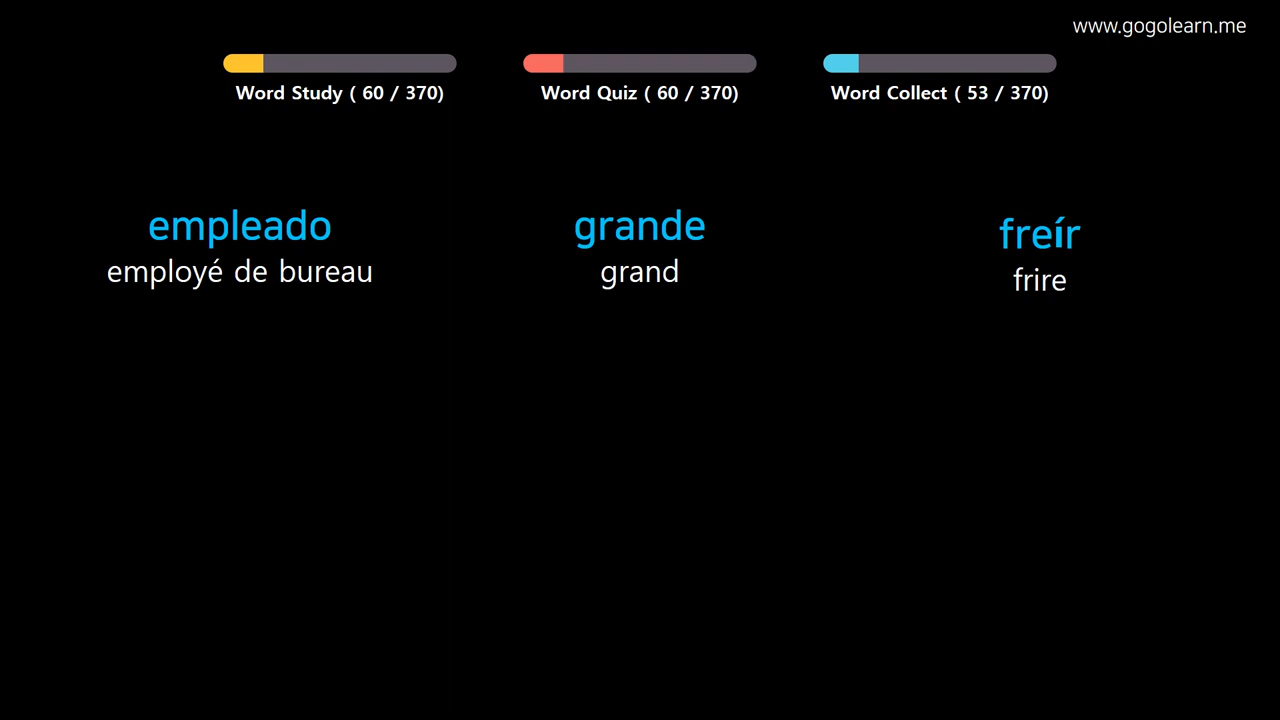 www.gogolearn.me
Word Study ( 60 / 370)
Word Quiz ( 60 / 370)
Word Collect ( 53 / 370)
empleado
employé de bureau
grande
grand
freír
frire